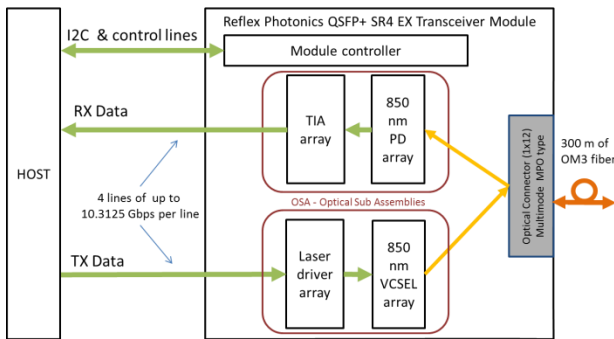 Reflex Photonics QSFP+ SR4 EX Transceiver Module
I2C & control lines
Module controller
RX Data
TIA
array
850
nm
PD
array
HOST
4 lines of up to
10.3125 Gbps per line
OSA - Optical Sub Assemblies
Optical Connector (1x12)
Multimode MPO type
300 m of
OM3 fiber
TX Data
Laser
driver
array
850
nm
VCSEL
array